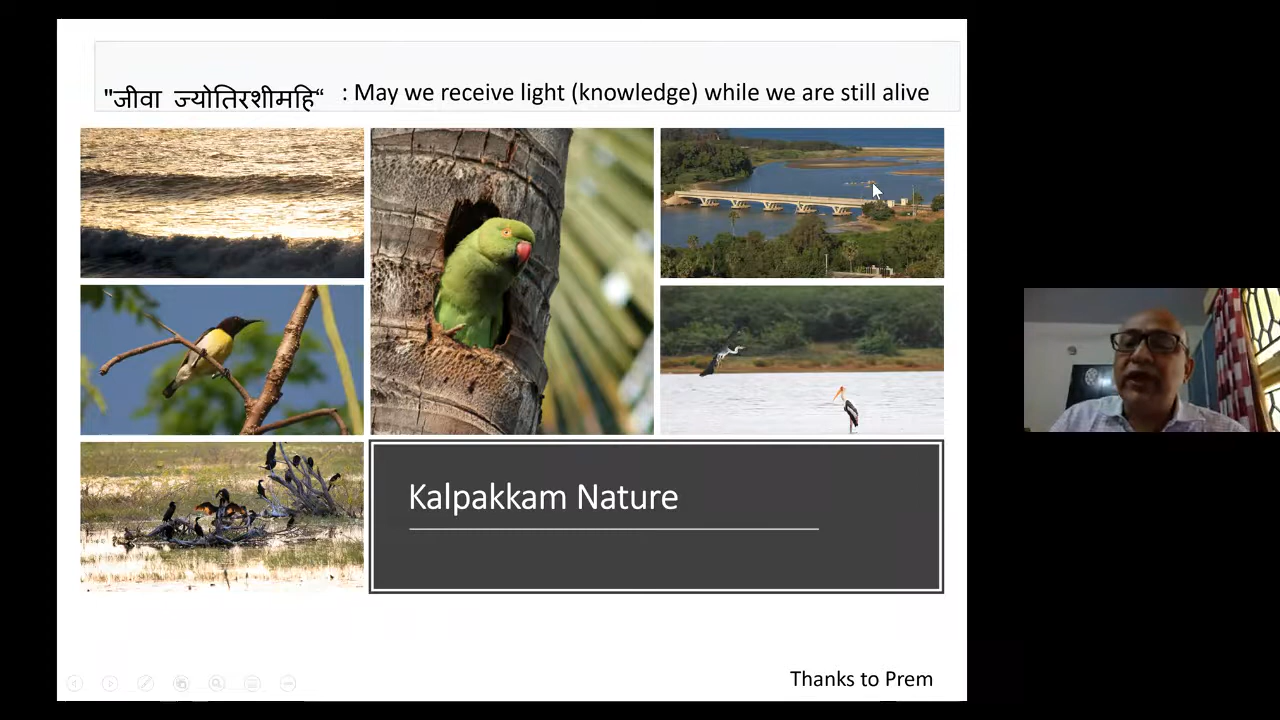 "जीवा ज्योतिरशीमहि“ : May we receive light (knowledge) while we are still alive
Kalpakkam Nature
Thanks to Prem